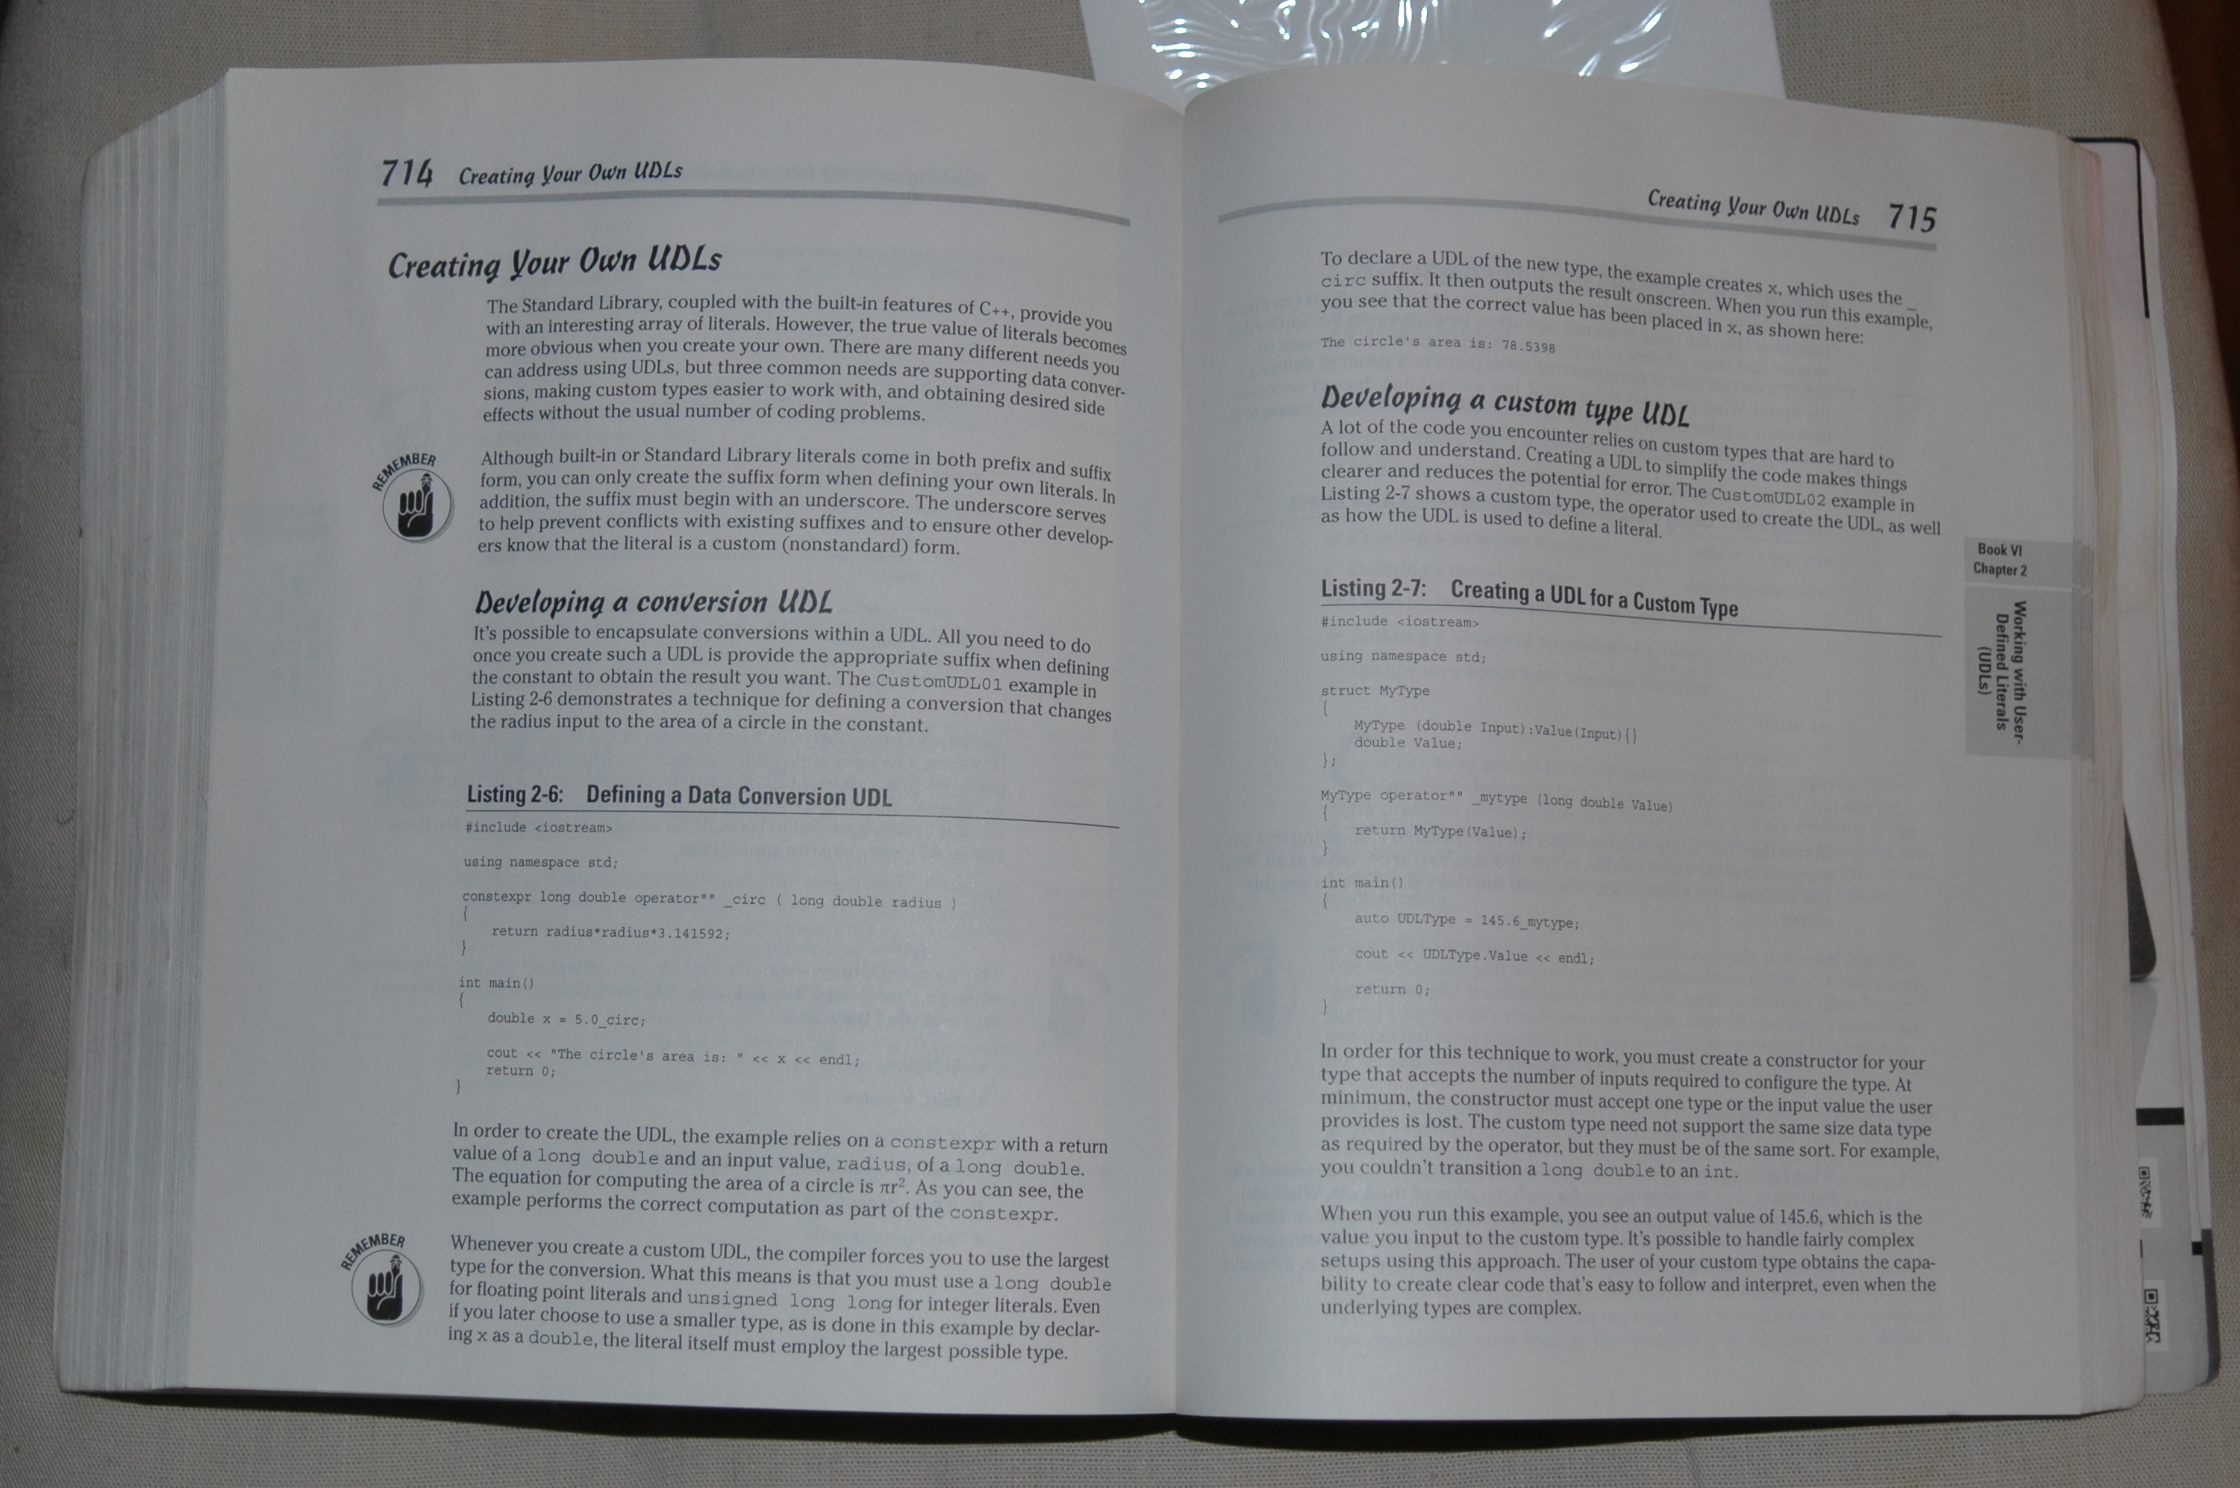 714 Creating Your Own UDLs
Creating Your Own UDLs
The Standard Library, coupled with the built-in features of C++, provide you
with an interesting array of literals. However, the true value of literals becomes
more obvious when you create your own. There are many different needs you
can address using UDLs, but three common needs are supporting data conver-
sions, making custom types easier to work with, and obtaining desired side
effects without the usual number of coding problems.
REMEMBER
Although built-in or Standard Library literals come in both prefix and suffix
form, you can only create the suffix form when defining your own literals. In
addition, the suffix must begin with an underscore. The underscore serves
to help prevent conflicts with existing suffixes and to ensure other develop-
ers know that the literal is a custom (nonstandard) form.
Developing a conversion UDL
It's possible to encapsulate conversions within a UDL. All you need to do
once you create such a UDL is provide the appropriate suffix when defining
the constant to obtain the result you want. The CustomUDL01 example in
Listing 2-6 demonstrates a technique for defining a conversion that changes
the radius input to the area of a circle in the constant.
Listing 2-6: Defining a Data Conversion UDL
#include <iostream>
using namespace std;
constexpr long double operator"" _circ ( long double radius )
{
return radius*radius*3.141592;
}
int main()
{
double x = 5.0_circ;
cout << "The circle's area is: " << x << endl;
return 0;
}
In order to create the UDL, the example relies on a constexpr with a return
value of a long double and an input value, radius, of a long double.
The equation for computing the area of a circle is πr². As you can see, the
example performs the correct computation as part of the constexpr.
REMEMBER
Whenever you create a custom UDL, the compiler forces you to use the largest
type for the conversion. What this means is that you must use a long double
for floating point literals and unsigned long long for integer literals. Even
if you later choose to use a smaller type, as is done in this example by declar-
ing x as a double, the literal itself must employ the largest possible type.
Creating Your Own UDLs 715
To declare a UDL of the new type, the example creates x, which uses the _
circ suffix. It then outputs the result onscreen. When you run this example,
you see that the correct value has been placed in x, as shown here:
The circle's area is: 78.5398
Developing a custom type UDL
A lot of the code you encounter relies on custom types that are hard to
follow and understand. Creating a UDL to simplify the code makes things
clearer and reduces the potential for error. The CustomUDL02 example in
Listing 2-7 shows a custom type, the operator used to create the UDL, as well
as how the UDL is used to define a literal.
Listing 2-7: Creating a UDL for a Custom Type
#include <iostream>
using namespace std;
struct MyType
{
MyType (double Input):Value(Input){}
double Value;
};
MyType operator"" _mytype (long double Value)
{
return MyType(Value);
}
int main()
{
auto UDLType = 145.6_mytype;
cout << UDLType.Value << endl;
return 0;
}
In order for this technique to work, you must create a constructor for your
type that accepts the number of inputs required to configure the type. At
minimum, the constructor must accept one type or the input value the user
provides is lost. The custom type need not support the same size data type
as required by the operator, but they must be of the same sort. For example,
you couldn't transition a long double to an int.
When you run this example, you see an output value of 145.6, which is the
value you input to the custom type. It's possible to handle fairly complex
setups using this approach. The user of your custom type obtains the capa-
bility to create clear code that's easy to follow and interpret, even when the
underlying types are complex.
Book VI
Chapter 2
Working with User-
Defined Literals
(UDLs)